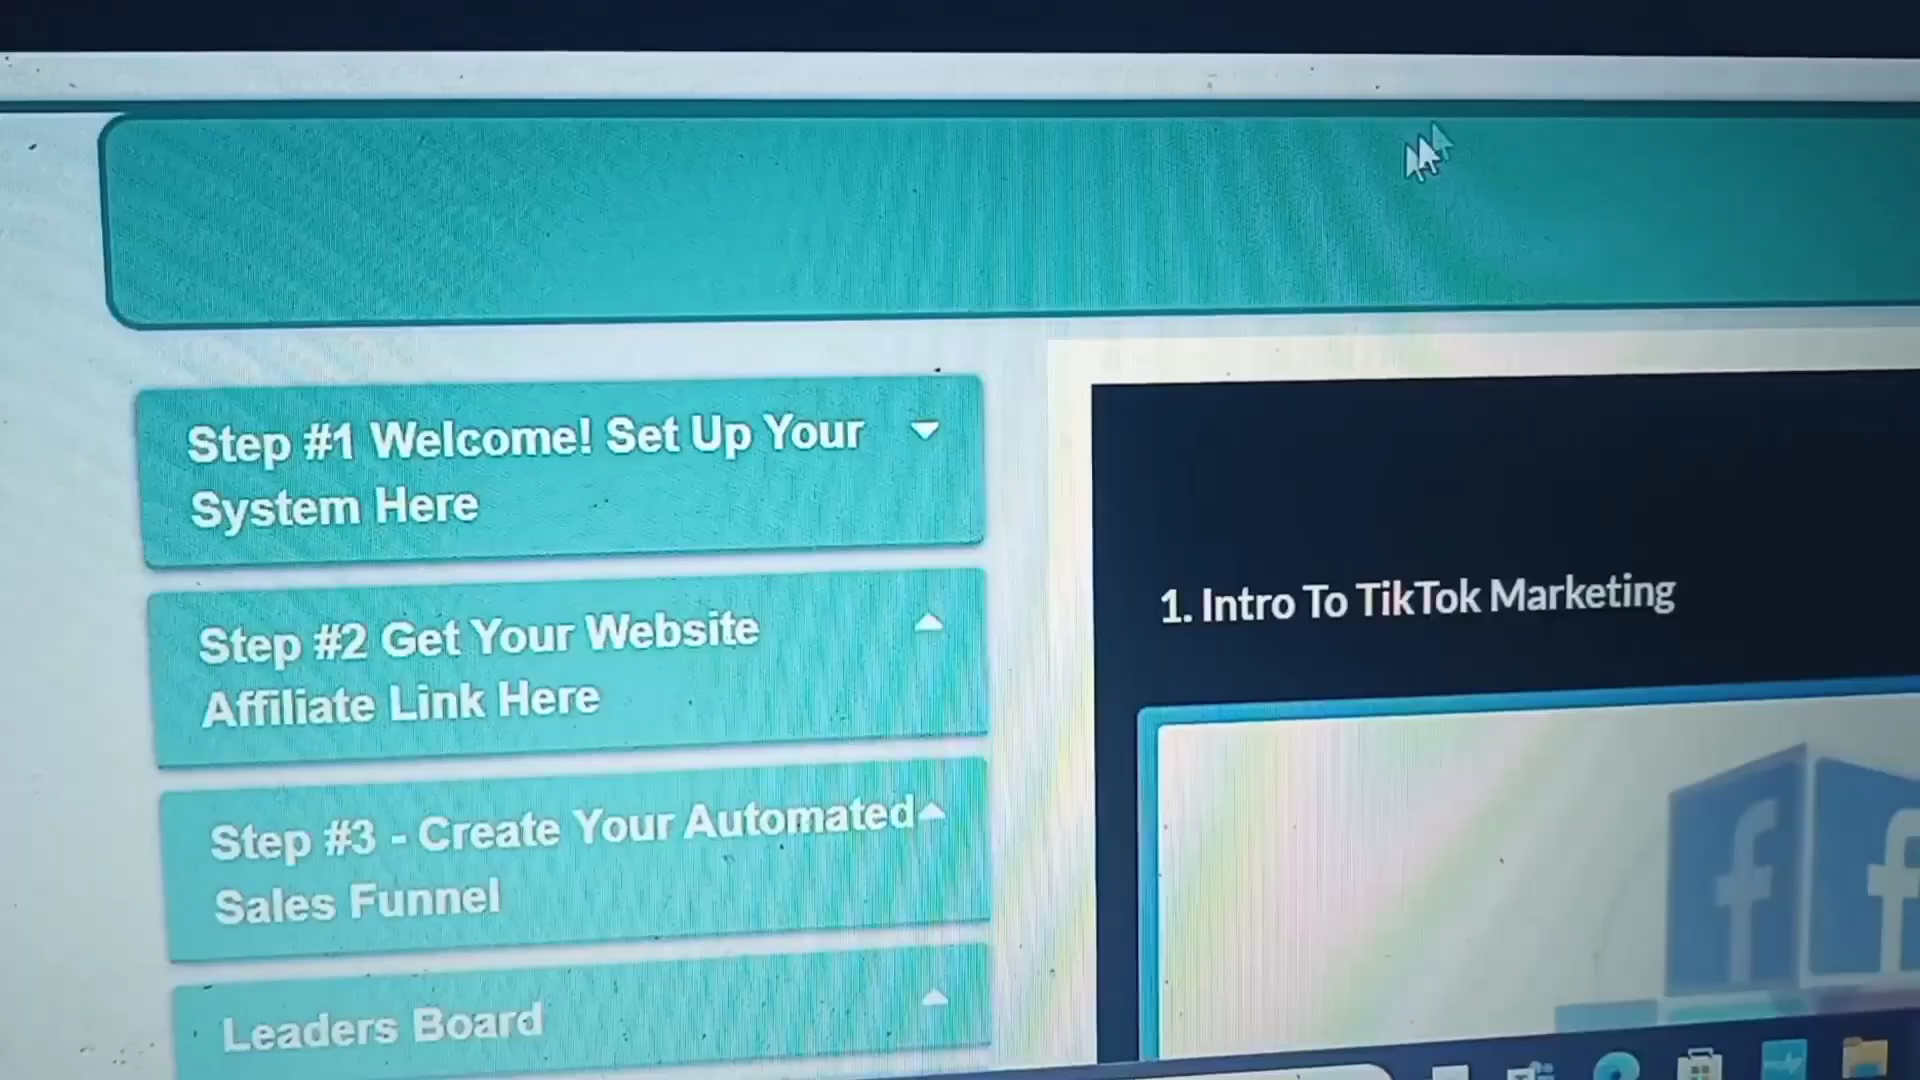 Step #1 Welcome! Set Up Your
System Here
Step #2 Get Your Website
Affiliate Link Here
Step #3 - Create Your Automated
Sales Funnel
Leaders Board
1. Intro To TikTok Marketing